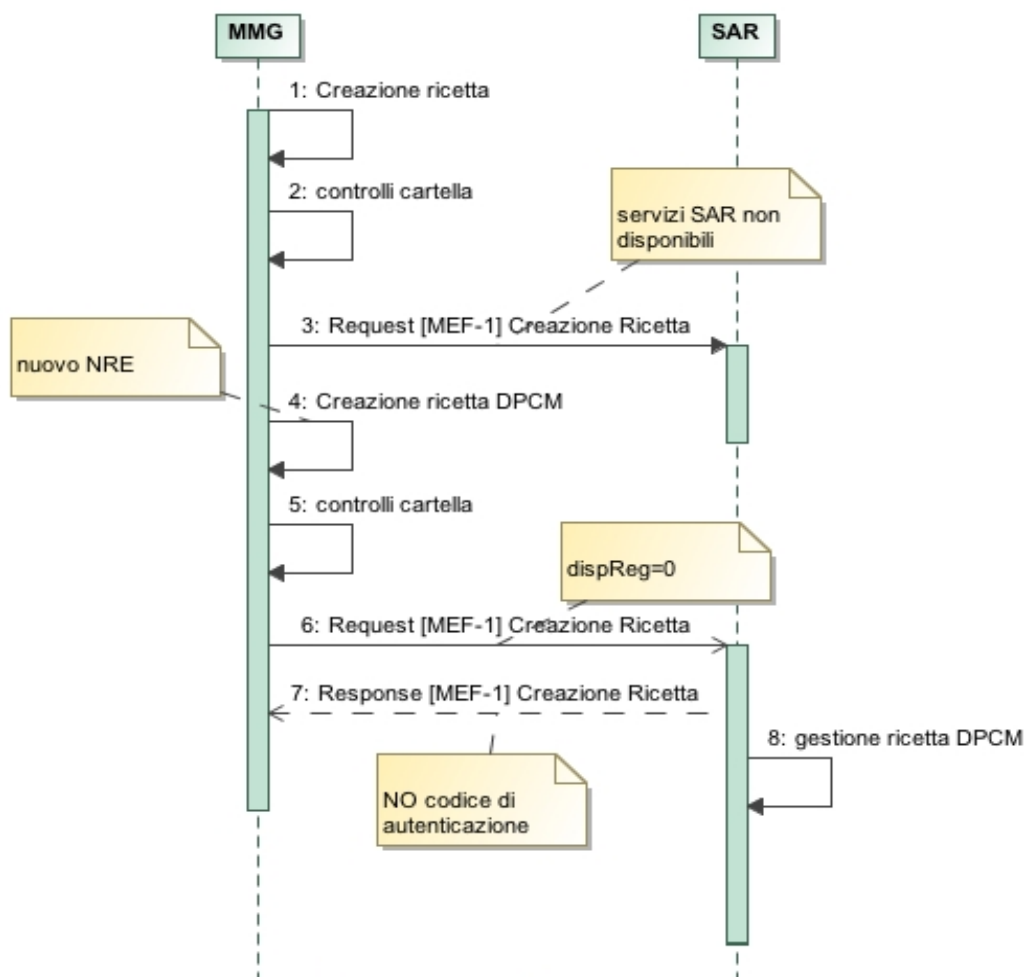 MMG
SAR
1: Creazione ricetta
2: controlli cartella
servizi SAR non
disponibili
3: Request [MEF-1] Creazione Ricetta
nuovo NRE
4: Creazione ricetta DPCM
5: controlli cartella
dispReg=0
6: Request [MEF-1] Creazione Ricetta
7: Response [MEF-1] Creazione Ricetta
8: gestione ricetta DPCM
NO codice di
autenticazione